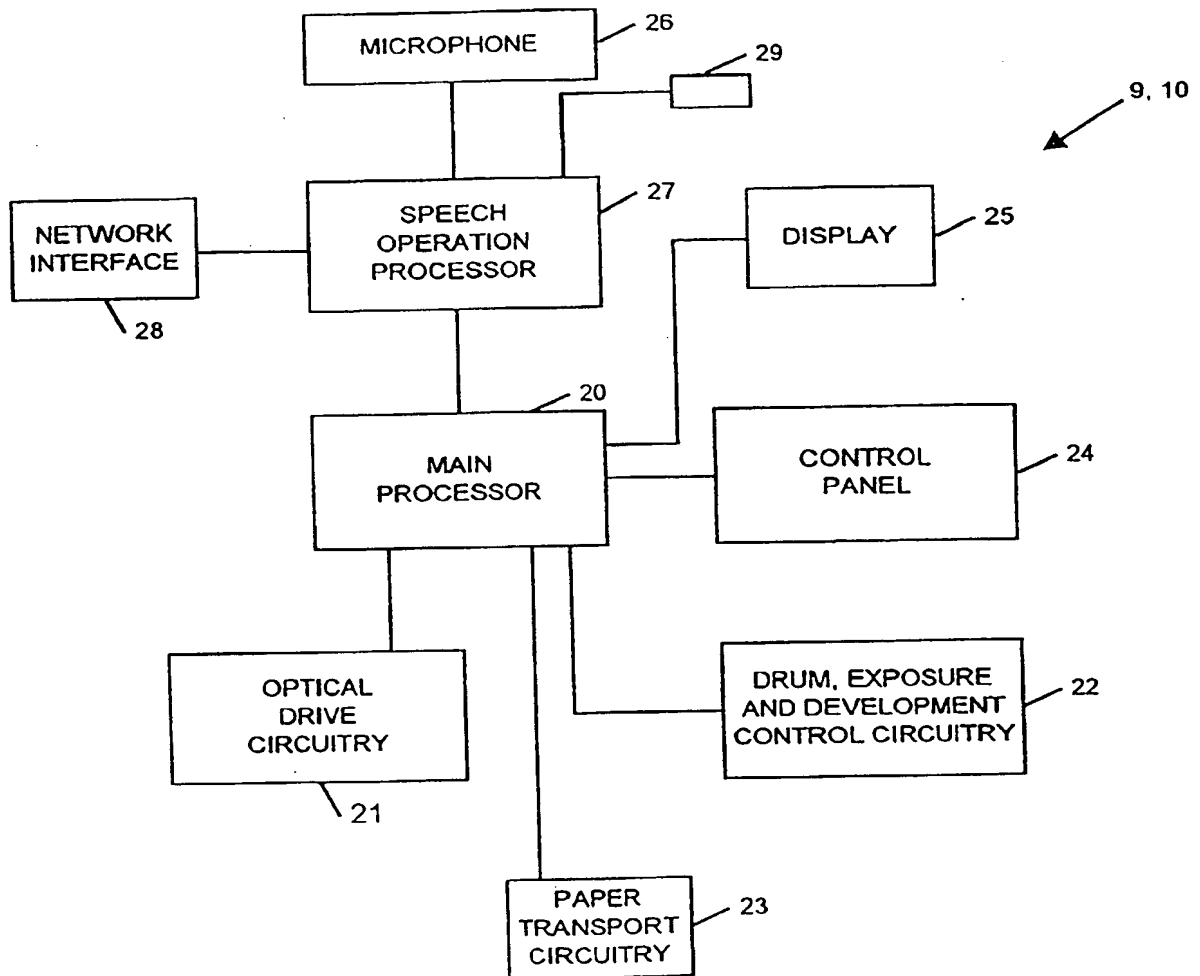 MICROPHONE
26
29
9, 10
SPEECH
OPERATION
PROCESSOR
27
NETWORK
INTERFACE
28
DISPLAY
25
20
MAIN
PROCESSOR
CONTROL
PANEL
24
OPTICAL
DRIVE
CIRCUITRY
21
DRUM, EXPOSURE
AND DEVELOPMENT
CONTROL CIRCUITRY
22
PAPER
TRANSPORT
CIRCUITRY
23